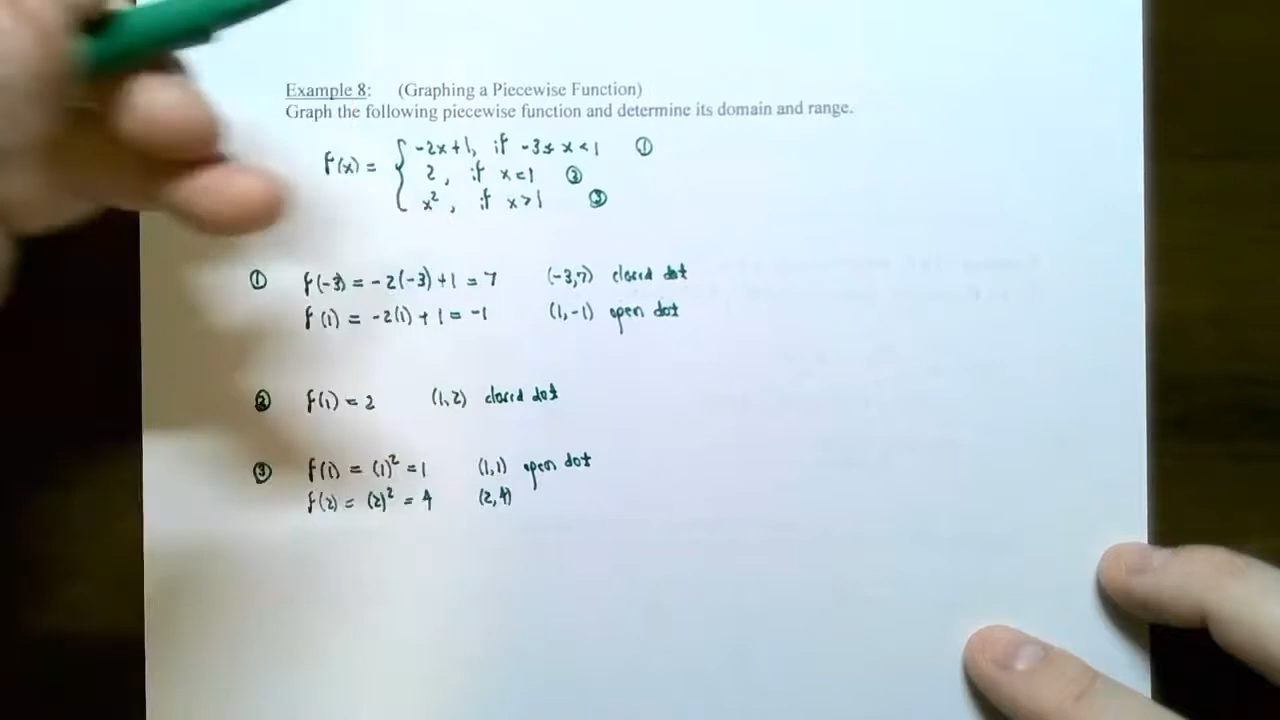 Example 8: (Graphing a Piecewise Function)
Graph the following piecewise function and determine its domain and range.
f(x) = { -2x+1, if -3≤ x < 1 ①
2, if x=1 ②
x², if x>1 ③
① f(-3) = -2(-3)+1 = 7 (-3,7) closed dot
f(1) = -2(1) + 1 = -1 (1,-1) open dot
② f(1) = 2 (1,2) closed dot
③ f(1) = (1)² = 1 (1,1) open dot
f(2) = (2)² = 4 (2,4)